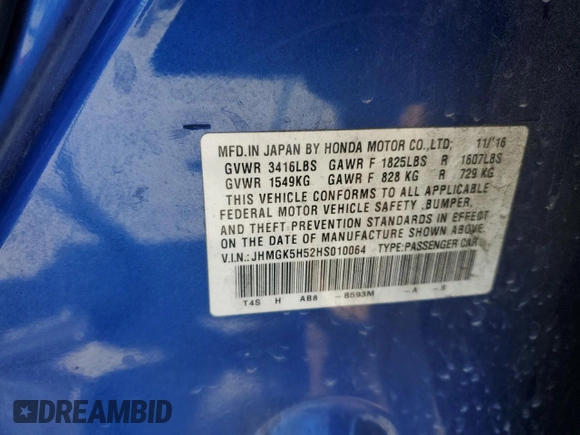 MFD.IN JAPAN BY HONDA MOTOR CO.,LTD; 11/'16
GVWR 3416LBS GAWR F 1825LBS R 1607LBS
GVWR 1549KG GAWR F 828 KG R 729 KG
THIS VEHICLE CONFORMS TO ALL APPLICABLE
FEDERAL MOTOR VEHICLE SAFETY ,BUMPER,
AND THEFT PREVENTION STANDARDS IN EFFECT
ON THE DATE OF MANUFACTURE SHOWN ABOVE.
V.I.N.: JHMGK5H52HS010064 TYPE:PASSENGER CAR
T4S H AB8 -B593M -A -S
DREAMBID